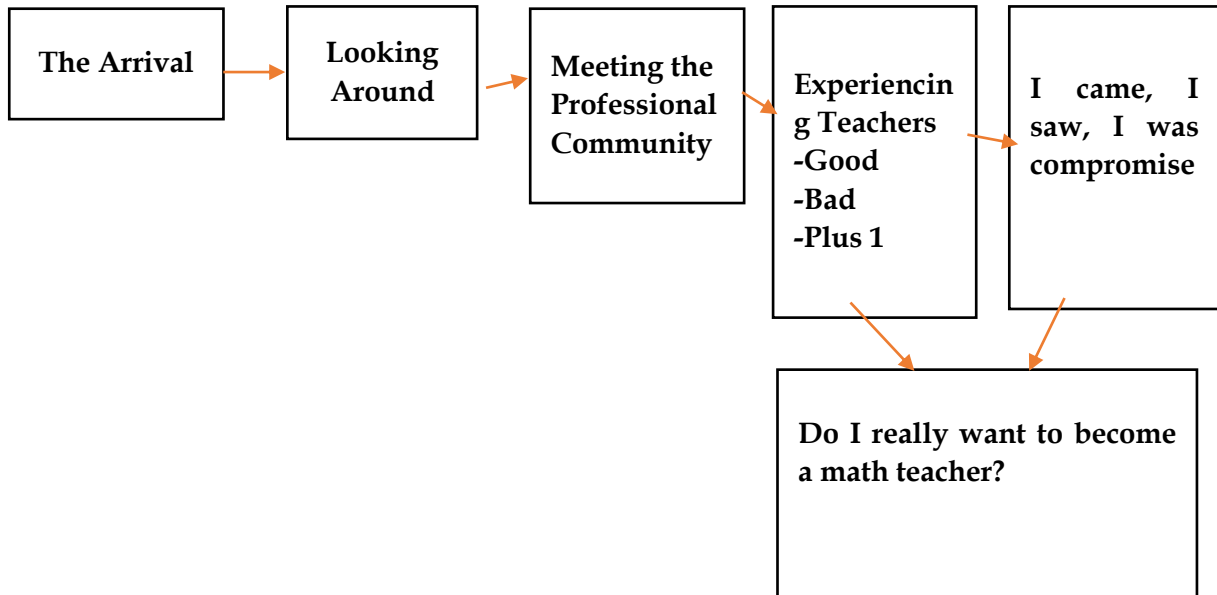 The Arrival
Looking
Around
Meeting the
Professional
Community
Experiencin
g Teachers
-Good
-Bad
-Plus 1
I came, I
saw, I was
compromise
Do I really want to become
a math teacher?